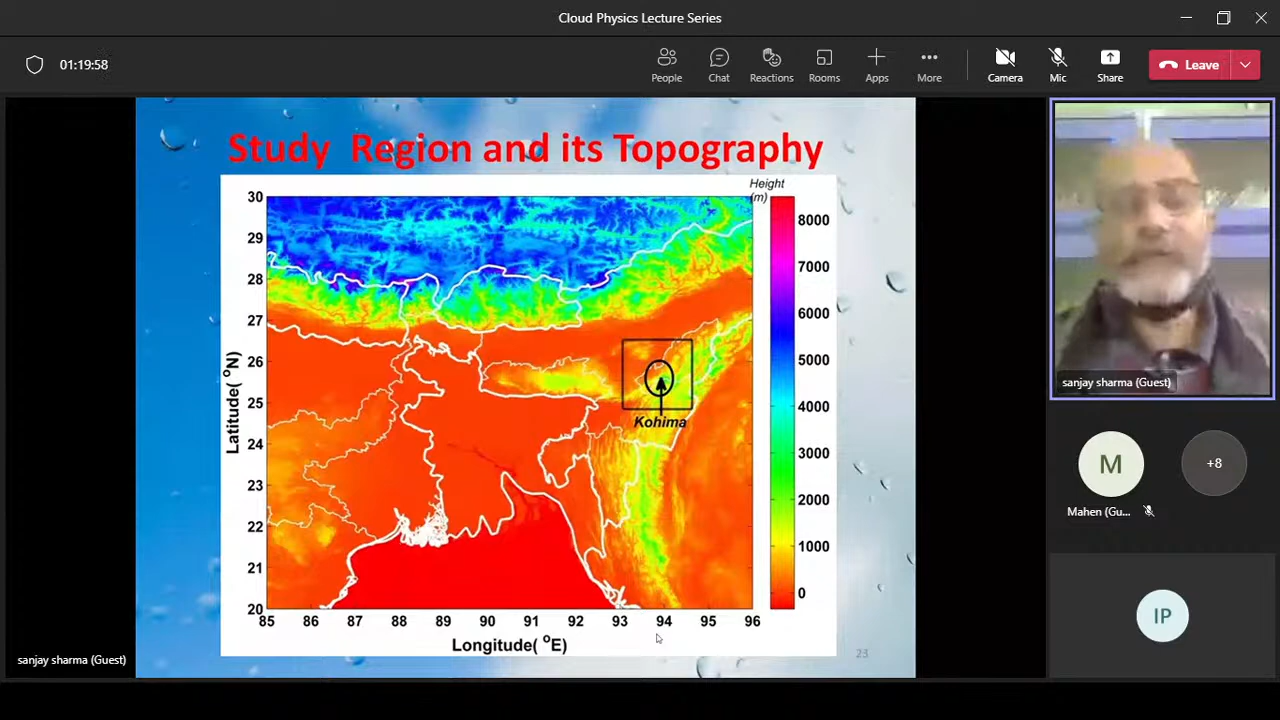 Cloud Physics Lecture Series
01:19:58
People
Chat
Reactions
Rooms
Apps
More
Camera
Mic
Share
Leave
Study Region and its Topography
Height
(m)
30
29
28
27
26
25
24
23
22
21
20
Latitude( °N)
85 86 87 88 89 90 91 92 93 94 95 96
Longitude( °E)
Kohima
8000
7000
6000
5000
4000
3000
2000
1000
0
23
sanjay sharma (Guest)
sanjay sharma (Guest)
M
+8
Mahen (Gu...
IP